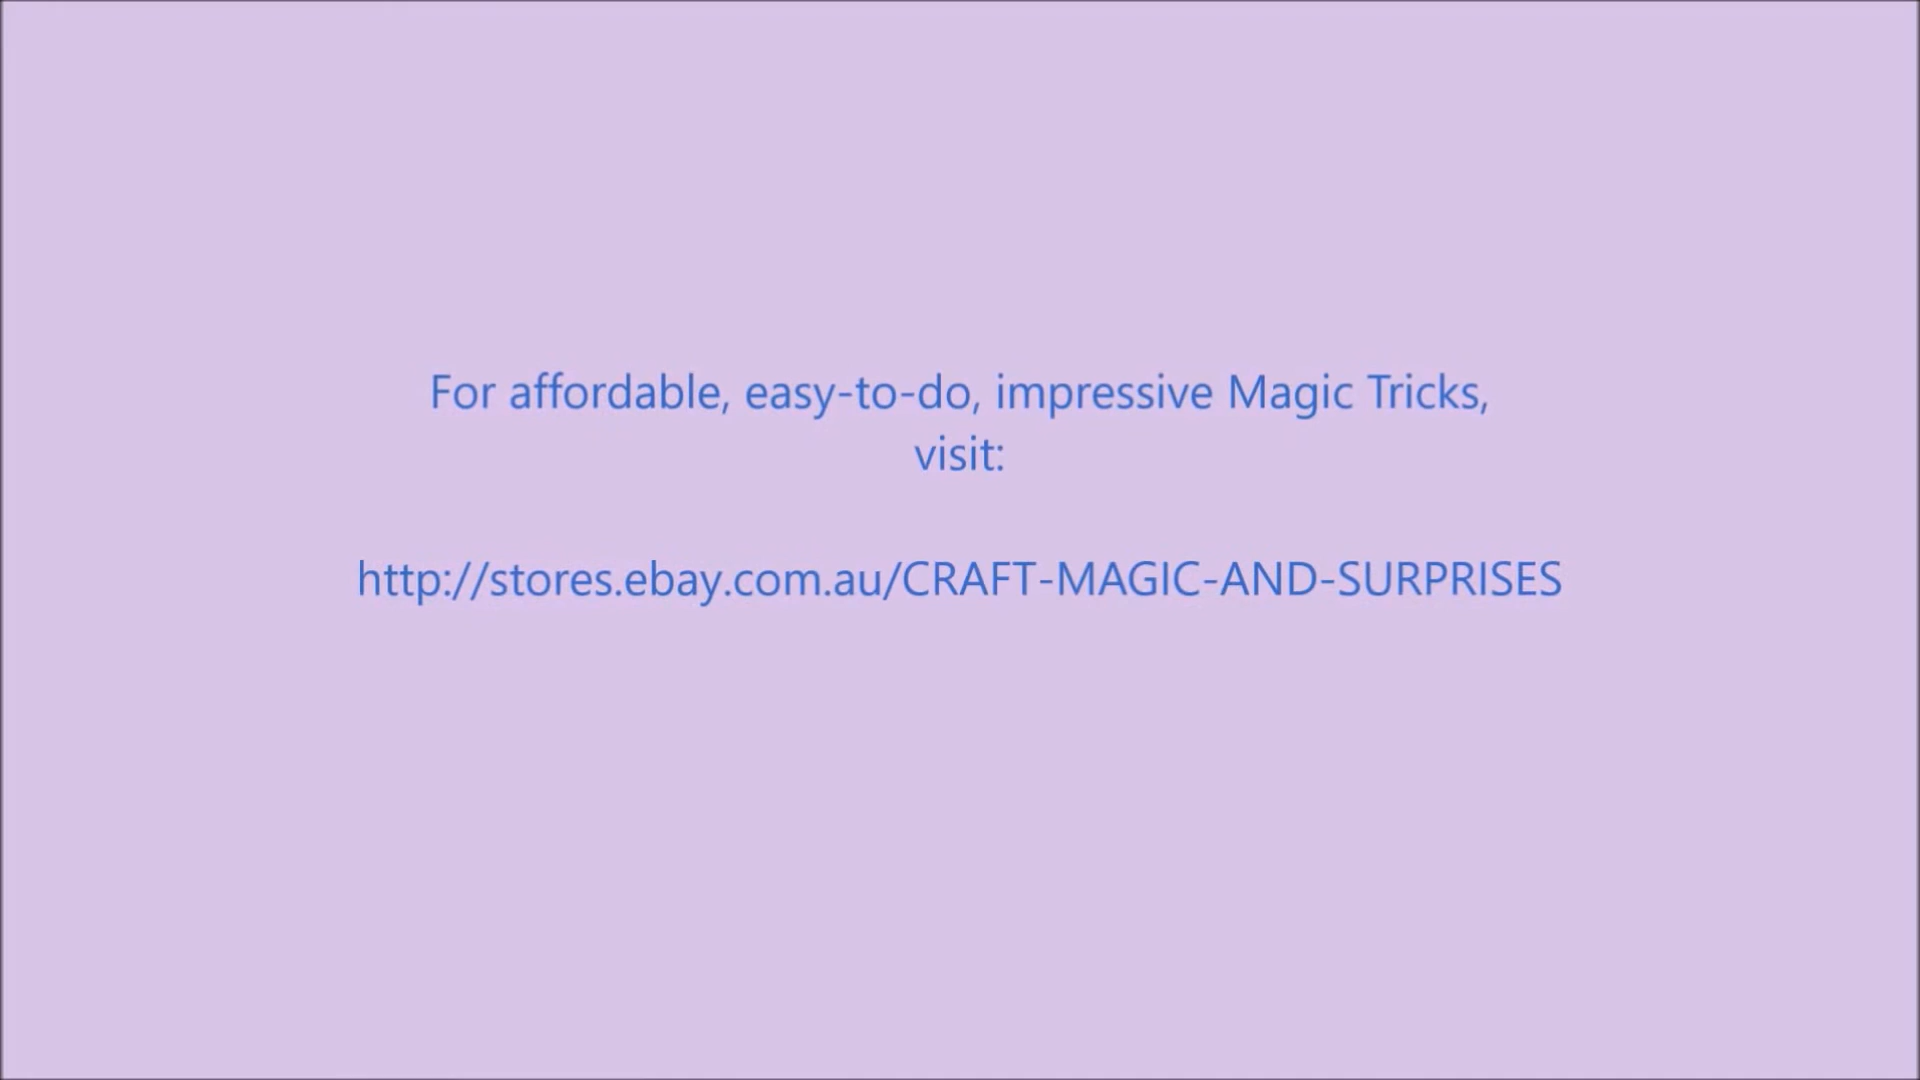 For affordable, easy-to-do, impressive Magic Tricks,
visit:
http://stores.ebay.com.au/CRAFT-MAGIC-AND-SURPRISES